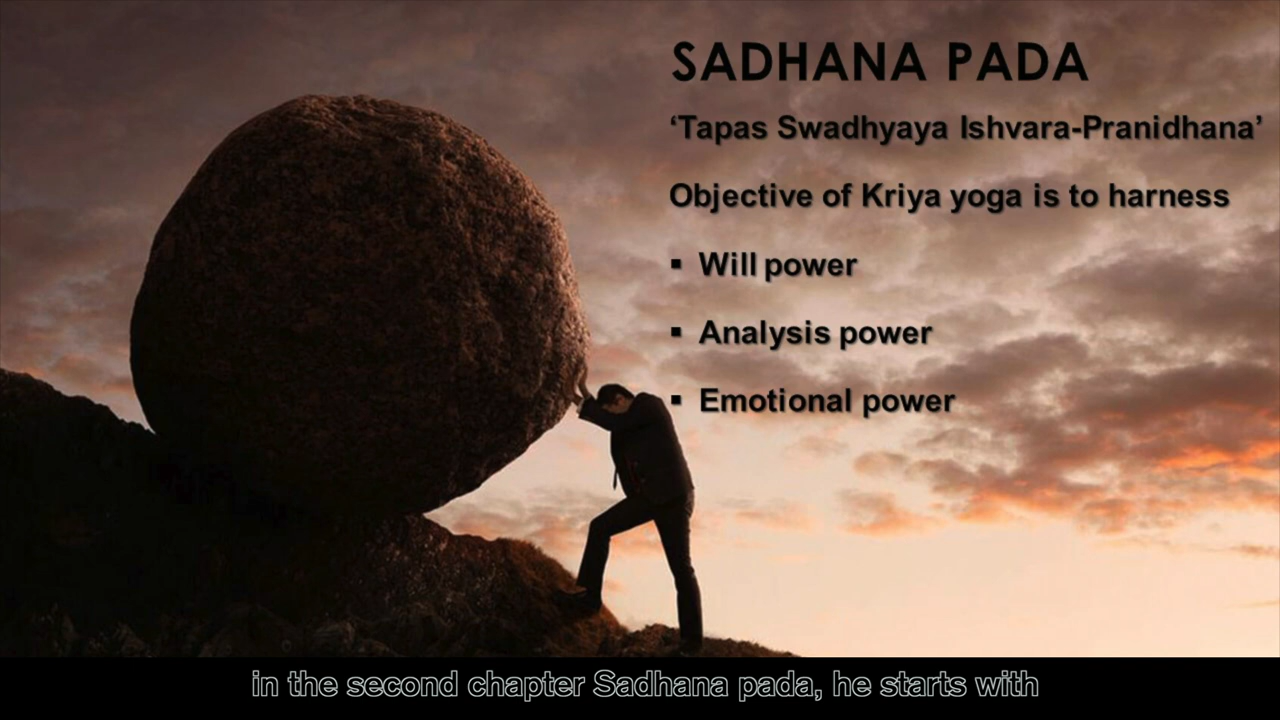 SADHANA PADA
‘Tapas Swadhyaya Ishvara-Pranidhana’
Objective of Kriya yoga is to harness
▪ Will power
▪ Analysis power
▪ Emotional power
in the second chapter Sadhana pada, he starts with